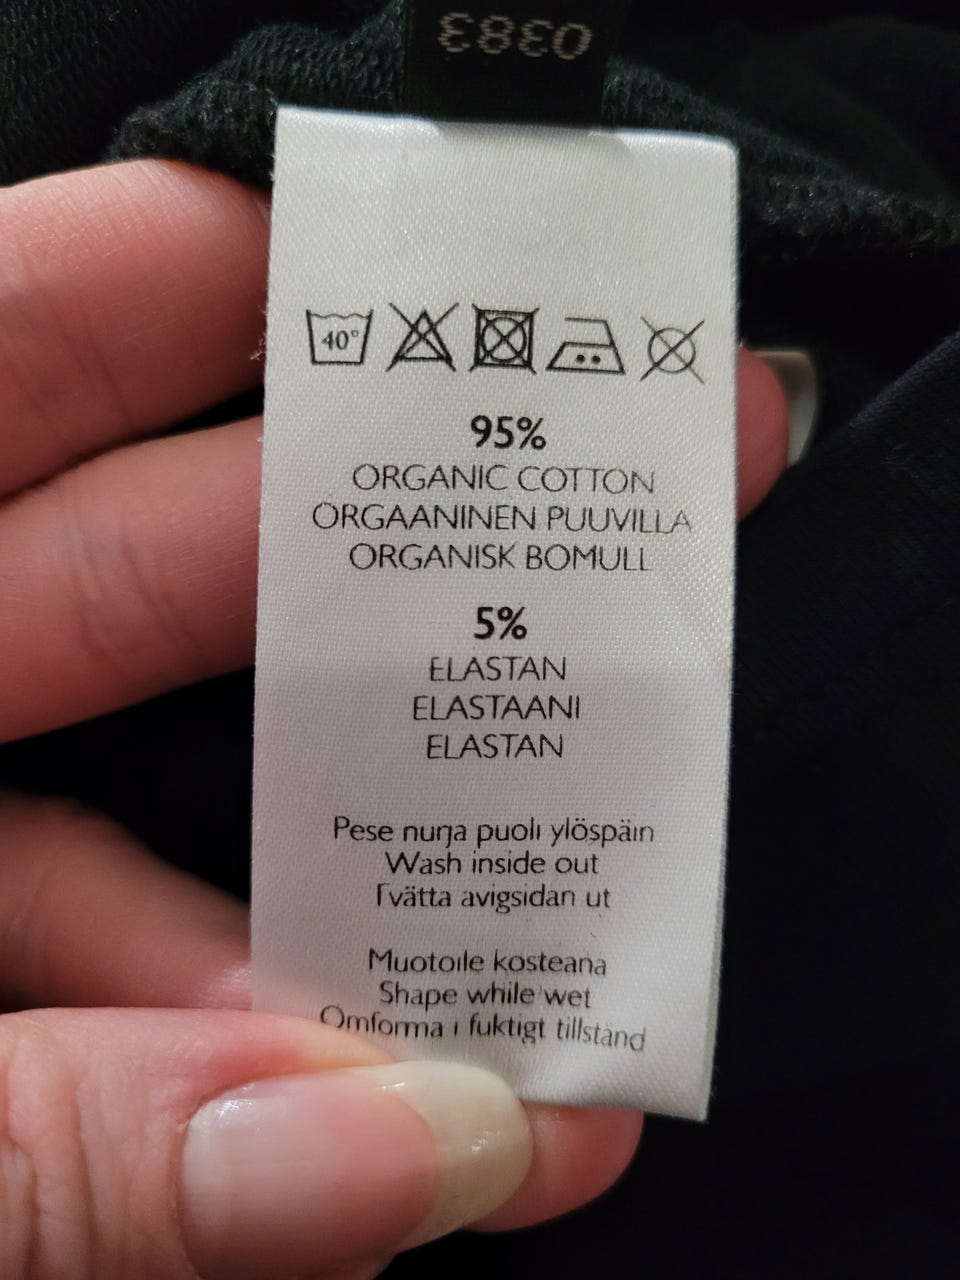 0383
40°
95%
ORGANIC COTTON
ORGAANINEN PUUVILLA
ORGANISK BOMULL
5%
ELASTAN
ELASTAANI
ELASTAN
Pese nurja puoli ylöspäin
Wash inside out
Tvätta avigsidan ut
Muotoile kosteana
Shape while wet
Omforma i fuktigt tillstånd